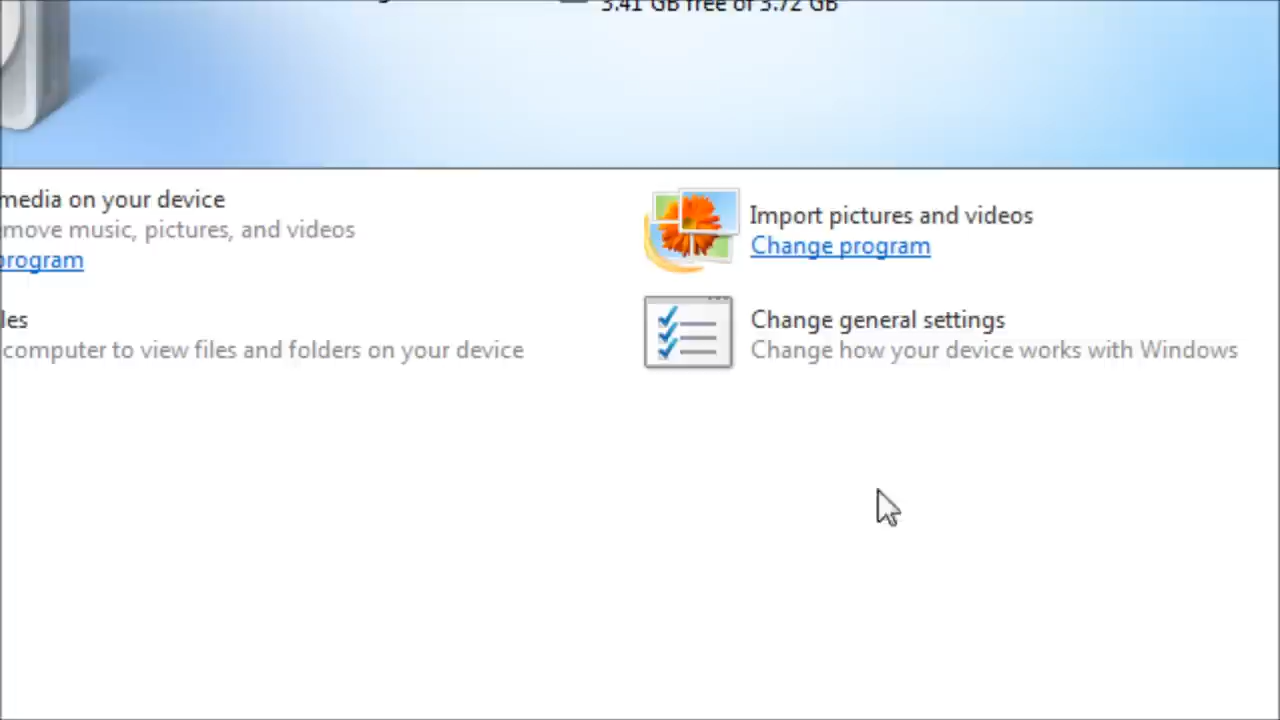 3.41 GB free of 3.72 GB
media on your device
move music, pictures, and videos
program
Import pictures and videos
Change program
les
computer to view files and folders on your device
Change general settings
Change how your device works with Windows